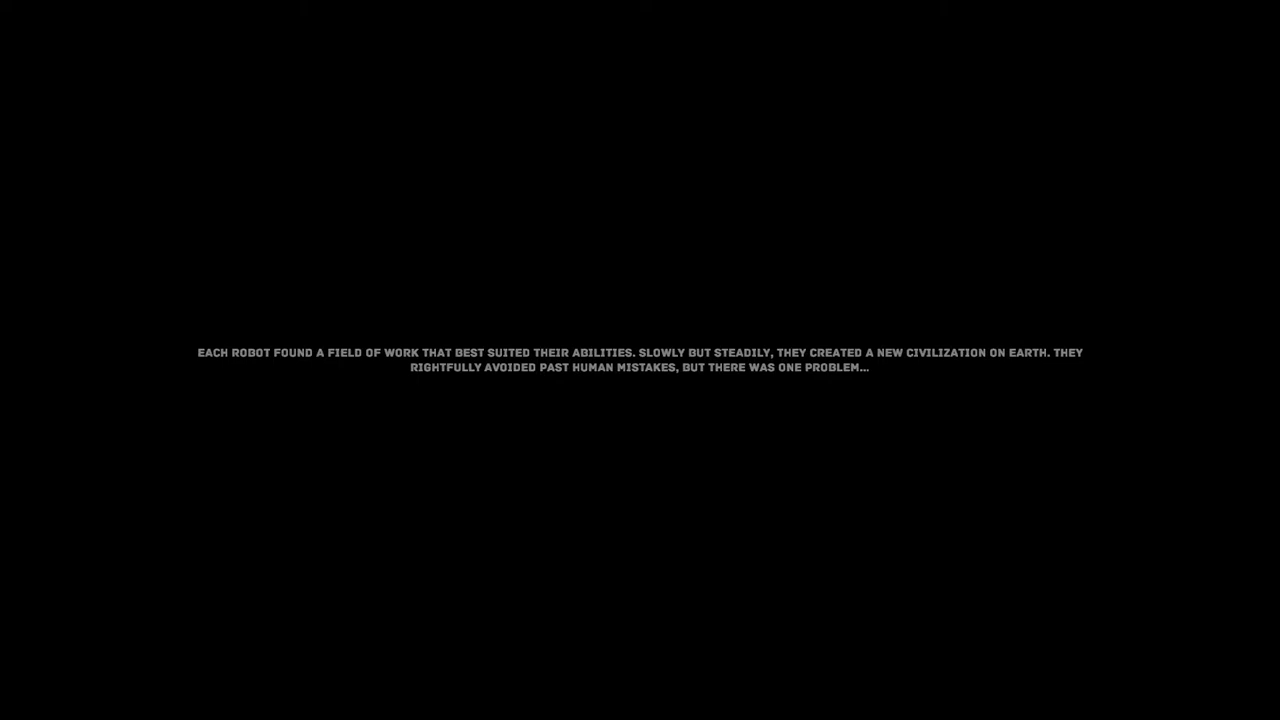 EACH ROBOT FOUND A FIELD OF WORK THAT BEST SUITED THEIR ABILITIES. SLOWLY BUT STEADILY, THEY CREATED A NEW CIVILIZATION ON EARTH. THEY
RIGHTFULLY AVOIDED PAST HUMAN MISTAKES, BUT THERE WAS ONE PROBLEM...